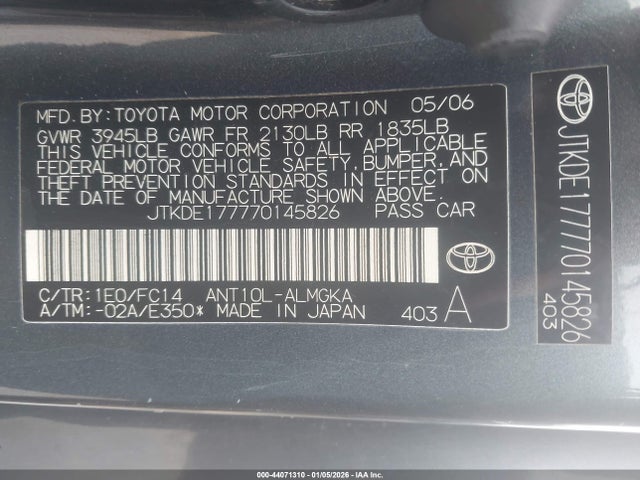 MFD.BY:TOYOTA MOTOR CORPORATION 05/06
GVWR 3945LB GAWR FR 2130LB RR 1835LB
THIS VEHICLE CONFORMS TO ALL APPLICABLE
FEDERAL MOTOR VEHICLE SAFETY,BUMPER,AND
THEFT PREVENTION STANDARDS IN EFFECT ON
THE DATE OF MANUFACTURE SHOWN ABOVE.
JTKDE177770145826 PASS CAR
C/TR:1E0/FC14 ANT10L-ALMGKA
A/TM:-02A/E350* MADE IN JAPAN 403 A
JTKDE177770145826
403
000-44071310 - 01/05/2026 - IAA Inc.